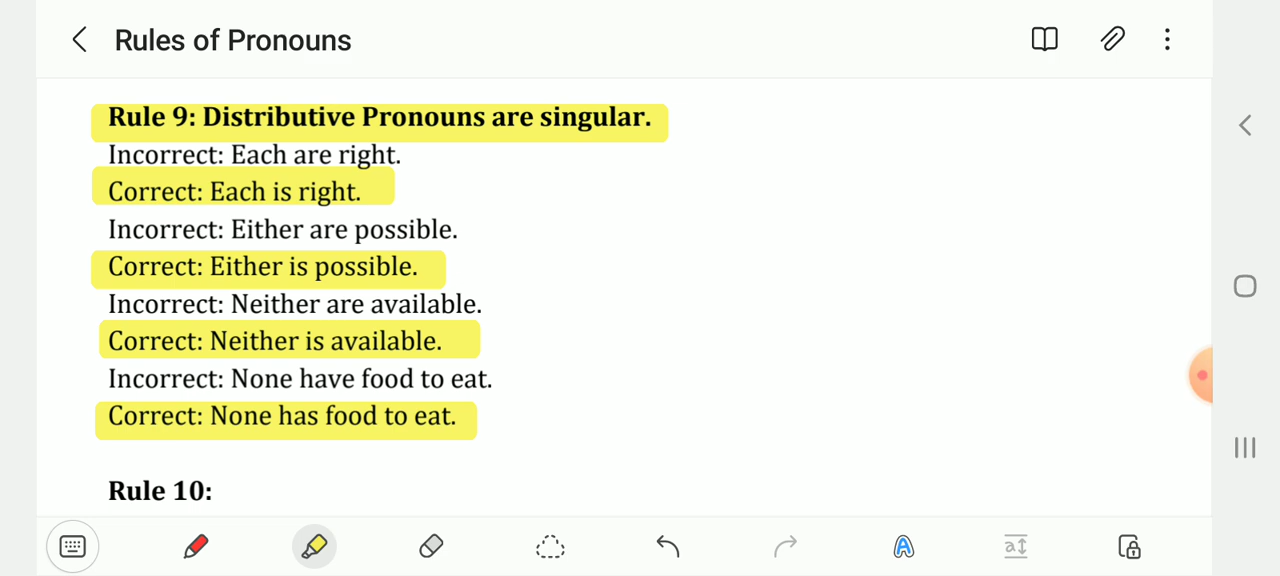 Rules of Pronouns
Rule 9: Distributive Pronouns are singular.
Incorrect: Each are right.
Correct: Each is right.
Incorrect: Either are possible.
Correct: Either is possible.
Incorrect: Neither are available.
Correct: Neither is available.
Incorrect: None have food to eat.
Correct: None has food to eat.
Rule 10:
A
a